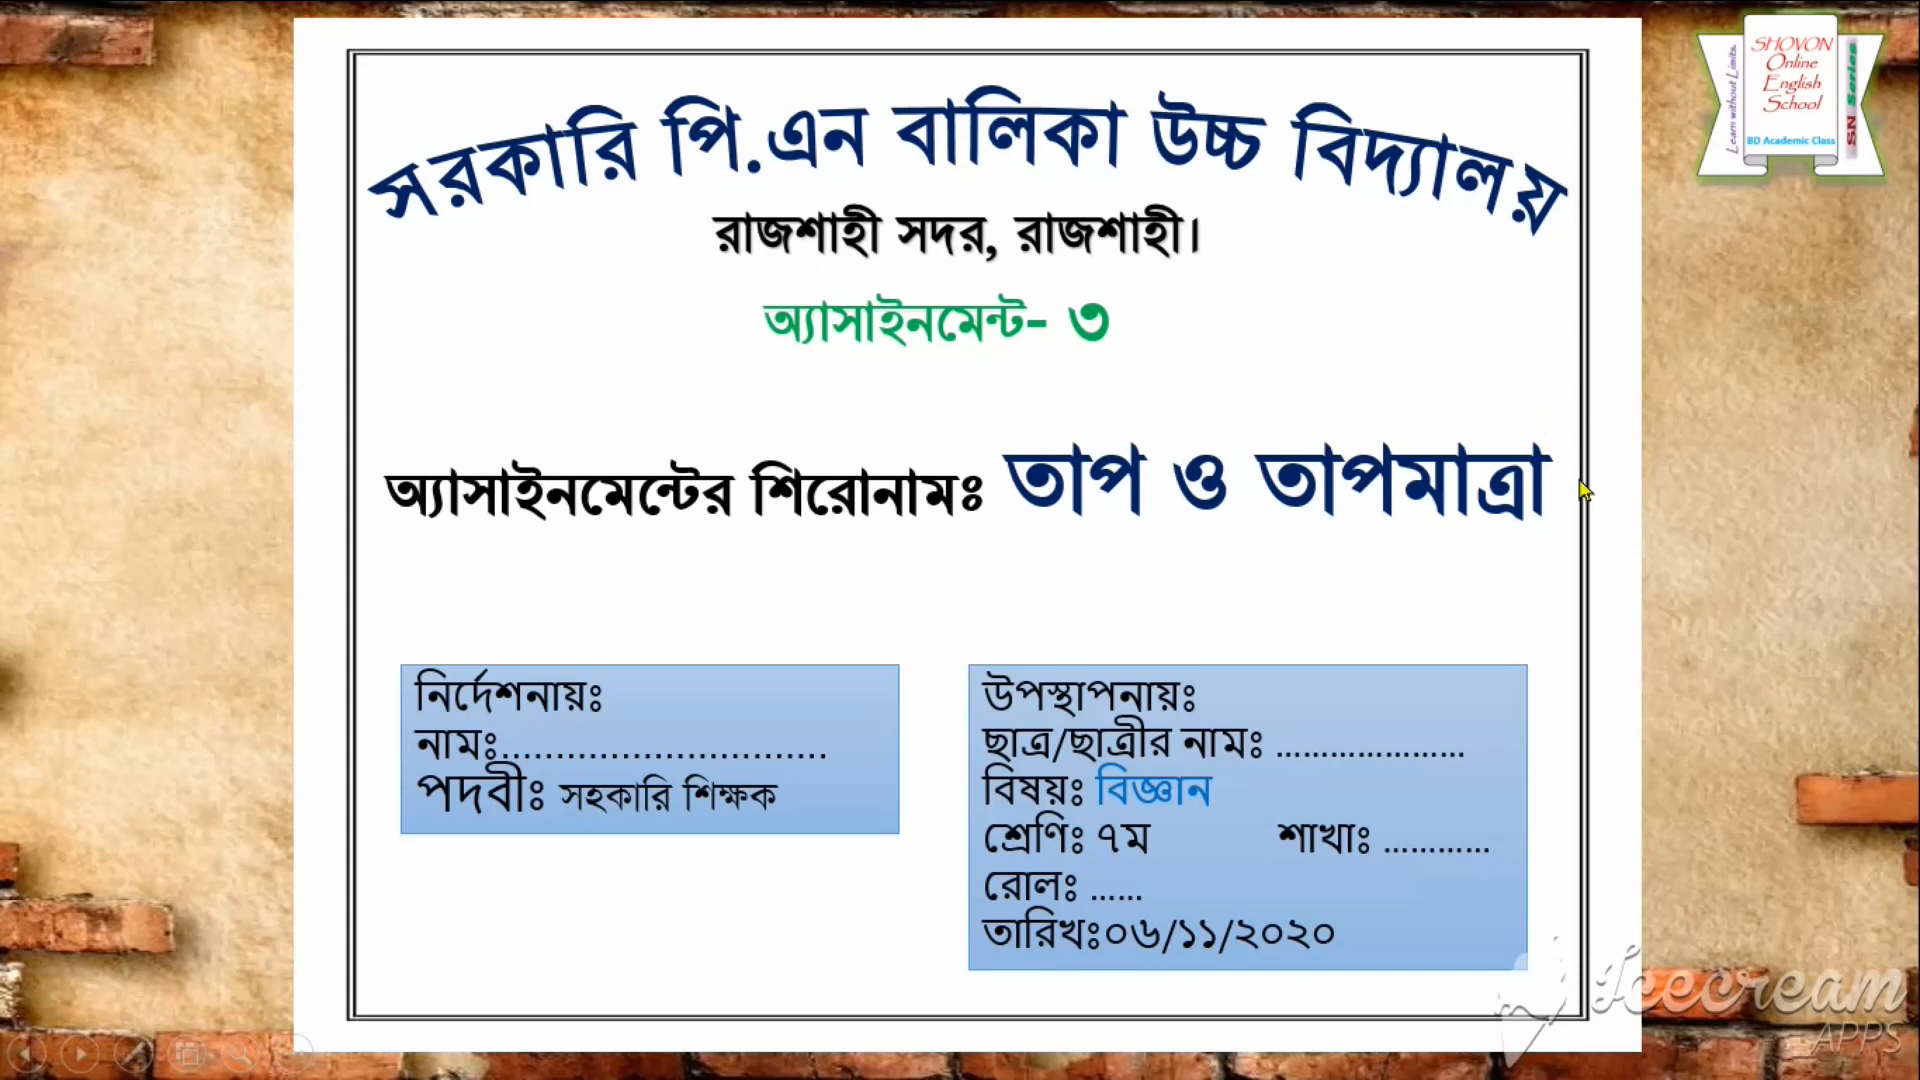 সরকারি পি.এন বালিকা উচ্চ বিদ্যালয়
রাজশাহী সদর, রাজশাহী।
অ্যাসাইনমেন্ট- ৩
অ্যাসাইনমেন্টের শিরোনামঃ তাপ ও তাপমাত্রা
নির্দেশনায়ঃ
নামঃ..............................
পদবীঃ সহকারি শিক্ষক
উপস্থাপনায়ঃ
ছাত্র/ছাত্রীর নামঃ .....................
বিষয়ঃ বিজ্ঞান
শ্রেণিঃ ৭ম শাখাঃ ............
রোলঃ ......
তারিখঃ০৬/১১/২০২০
Learn without Limits.
SHOVON
Online
English
School
BD Academic Class
SN Series
Icecream
APPS